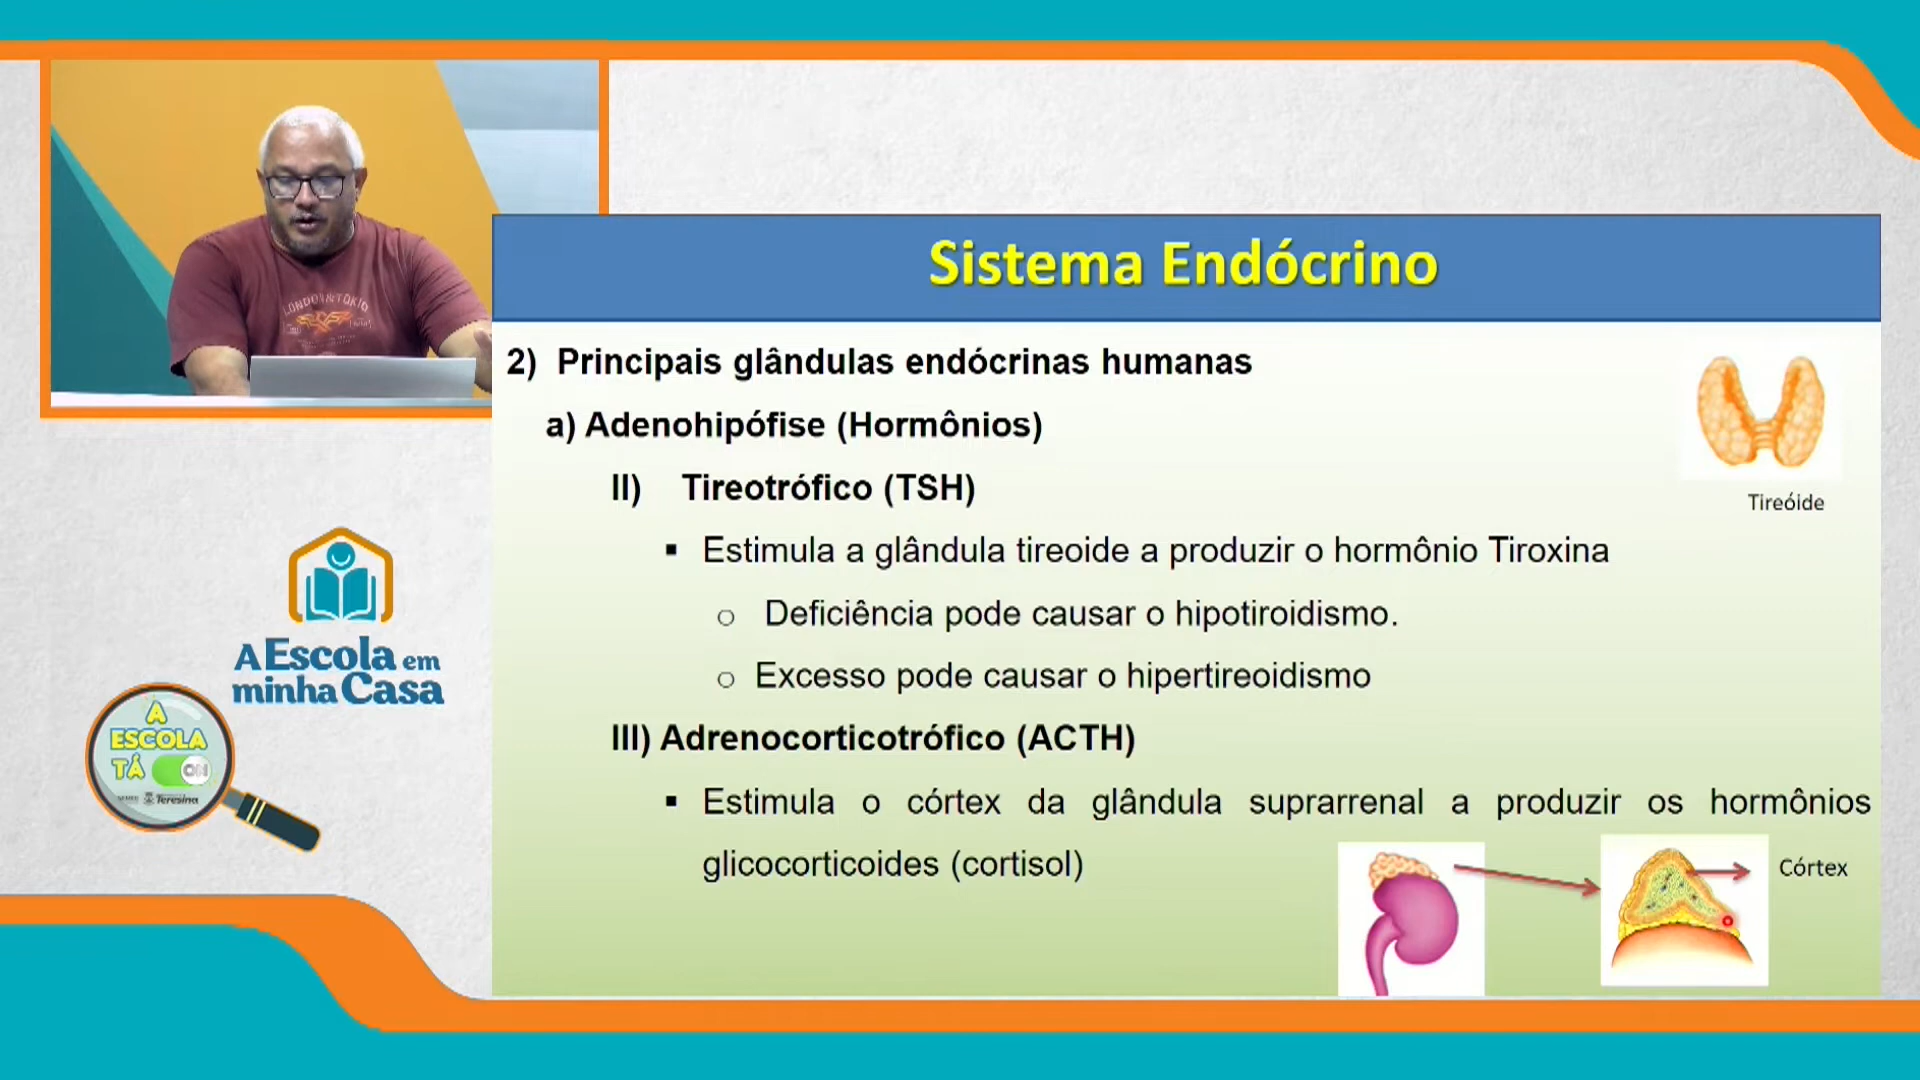 LONDON & TOKIO
Sistema Endócrino
2) Principais glândulas endócrinas humanas
a) Adenohipófise (Hormônios)
II) Tireotrófico (TSH)
Tireóide
▪ Estimula a glândula tireoide a produzir o hormônio Tiroxina
o Deficiência pode causar o hipotiroidismo.
o Excesso pode causar o hipertireoidismo
III) Adrenocorticotrófico (ACTH)
▪ Estimula o córtex da glândula suprarrenal a produzir os hormônios
glicocorticoides (cortisol)
Córtex
A Escola em
minha Casa
A
ESCOLA
TÁ ON
Teresina